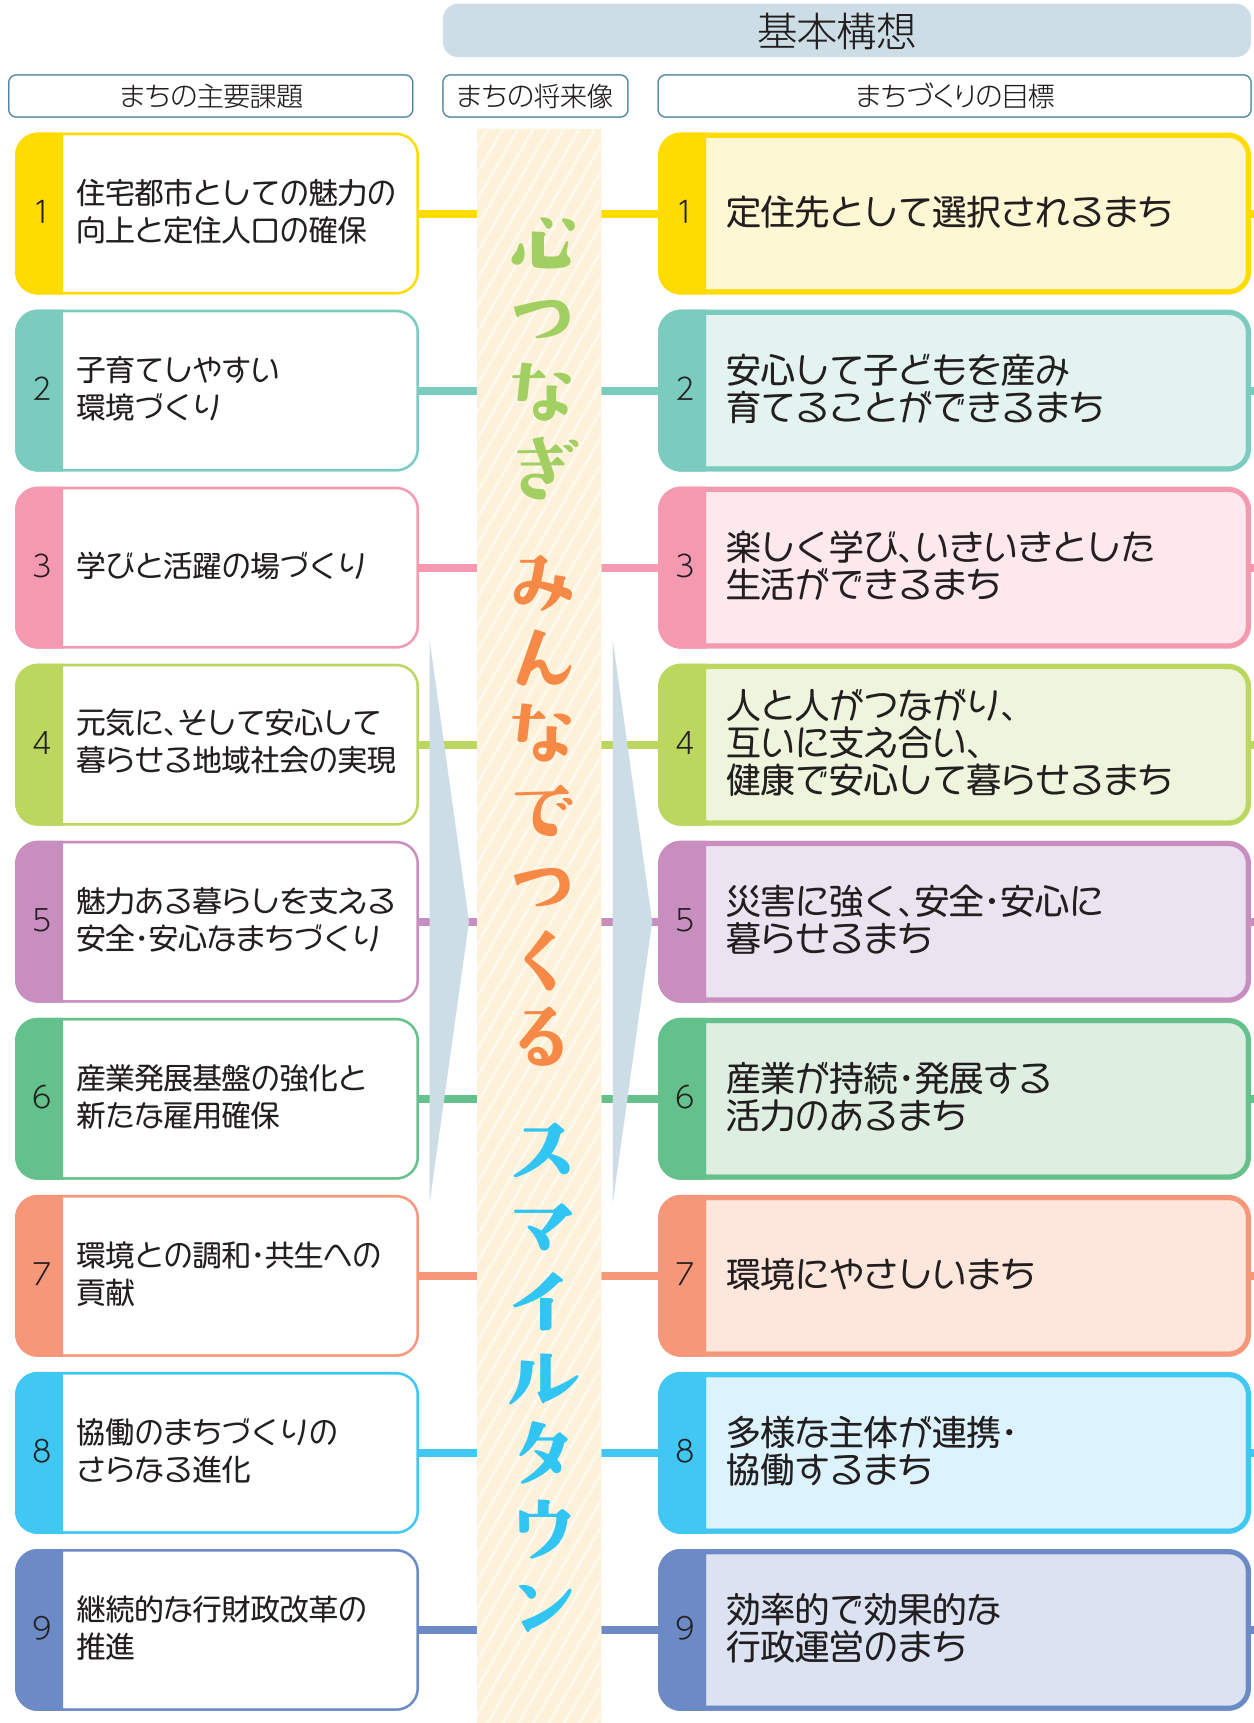 基本構想
まちの主要課題
まちの将来像
まちづくりの目標
1
住宅都市としての魅力の
向上と定住人口の確保
2
子育てしやすい
環境づくり
3
学びと活躍の場づくり
4
元気に、そして安心して
暮らせる地域社会の実現
5
魅力ある暮らしを支える
安全・安心なまちづくり
6
産業発展基盤の強化と
新たな雇用確保
7
環境との調和・共生への
貢献
8
協働のまちづくりの
さらなる進化
9
継続的な行財政改革の
推進
心つなぎ みんなでつくる スマイルタウン
1
定住先として選択されるまち
2
安心して子どもを産み
育てることができるまち
3
楽しく学び、いきいきとした
生活ができるまち
4
人と人がつながり、
互いに支え合い、
健康で安心して暮らせるまち
5
災害に強く、安全・安心に
暮らせるまち
6
産業が持続・発展する
活力のあるまち
7
環境にやさしいまち
8
多様な主体が連携・
協働するまち
9
効率的で効果的な
行政運営のまち